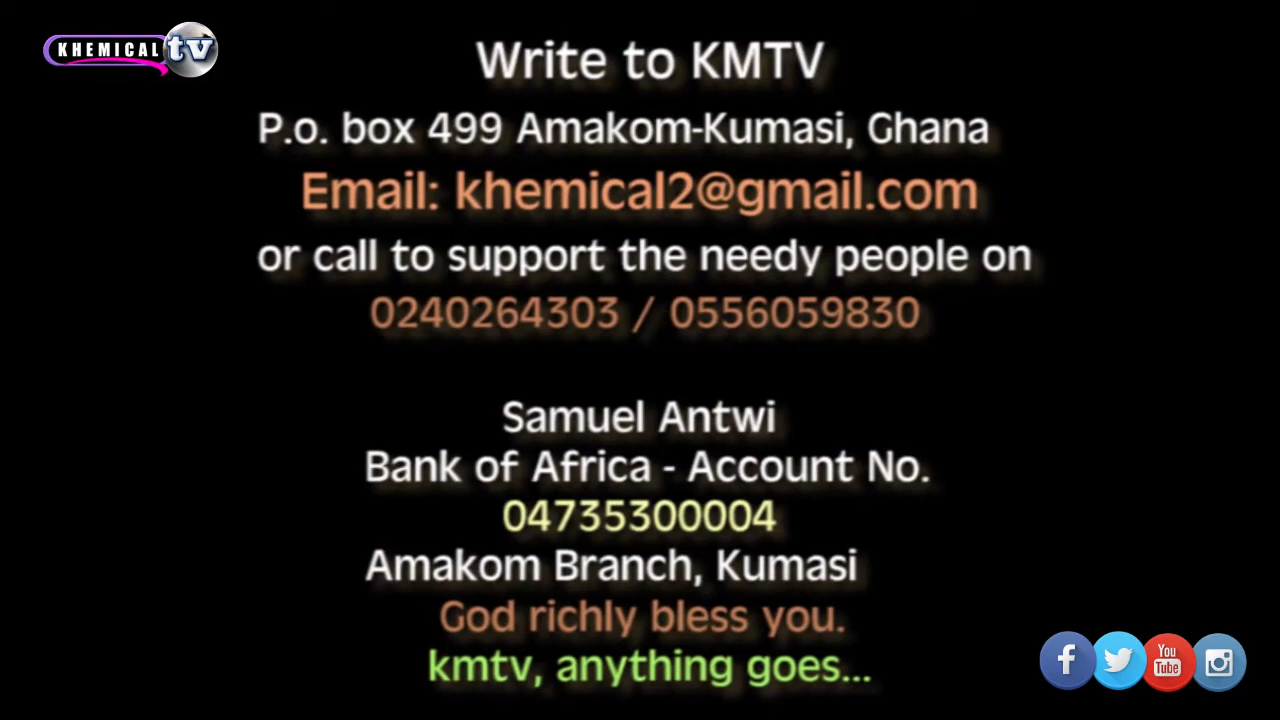 KHEMICAL tv
Write to KMTV
P.o. box 499 Amakom-Kumasi, Ghana
Email: khemical2@gmail.com
or call to support the needy people on
0240264303 / 0556059830
Samuel Antwi
Bank of Africa - Account No.
04735300004
Amakom Branch, Kumasi
God richly bless you.
kmtv, anything goes...
You
Tube